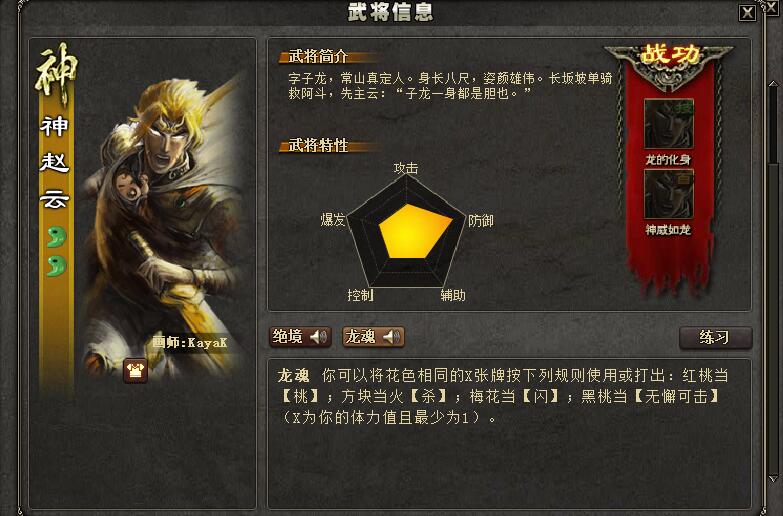 武将信息
神
神赵云
画师:KayaK
武将简介
字子龙，常山真定人。身长八尺，姿颜雄伟。长坂坡单骑
救阿斗，先主云：“子龙一身都是胆也。”
武将特性
攻击
爆发
防御
控制
辅助
战功
技
龙的化身
首
神威如龙
绝境
龙魂
练习
龙魂 你可以将花色相同的X张牌按下列规则使用或打出：红桃当
【桃】；方块当火【杀】；梅花当【闪】；黑桃当【无懈可击】
（X为你的体力值且最少为1）。